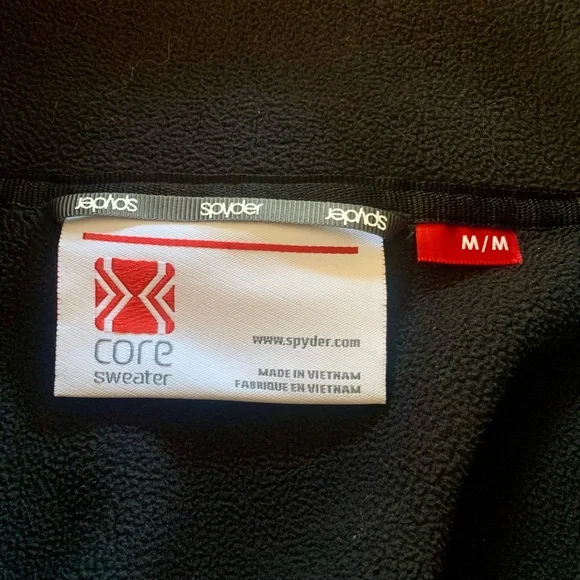 spyder spyder spyder
M/M
core
sweater
www.spyder.com
MADE IN VIETNAM
FABRIQUE EN VIETNAM